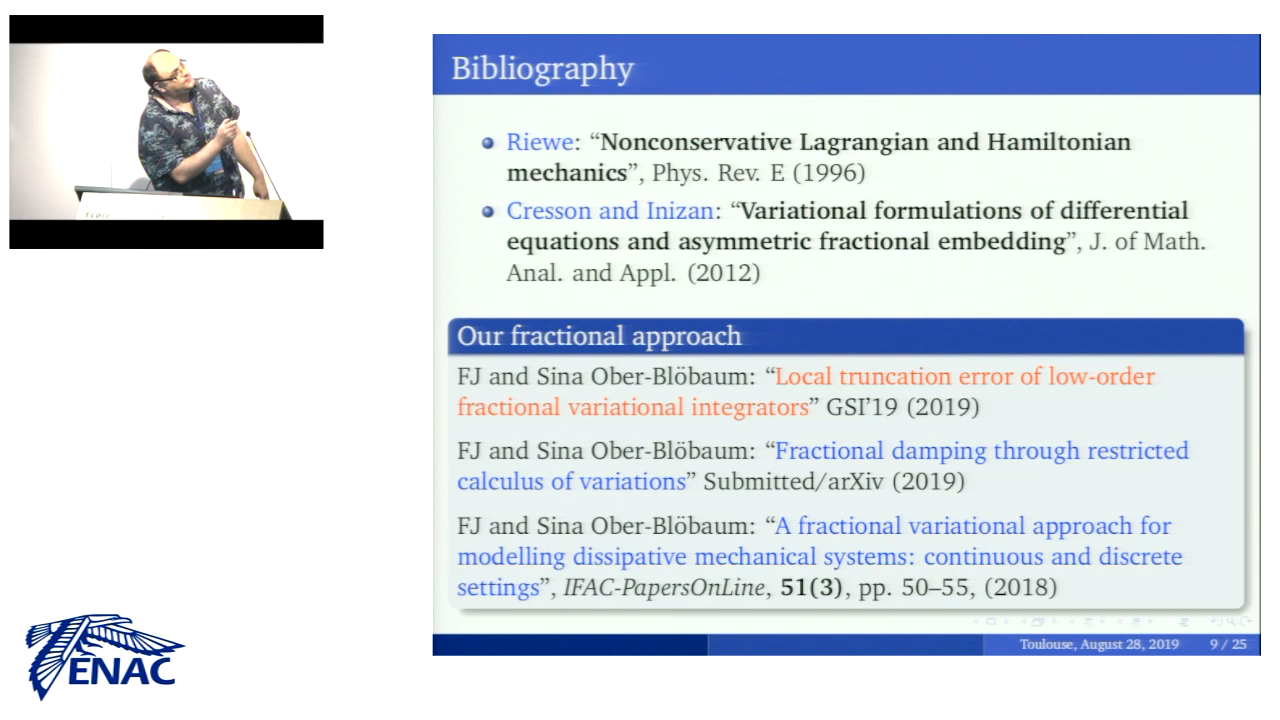 Bibliography
Riewe: “Nonconservative Lagrangian and Hamiltonian
mechanics”, Phys. Rev. E (1996)
Cresson and Inizan: “Variational formulations of differential
equations and asymmetric fractional embedding”, J. of Math.
Anal. and Appl. (2012)
Our fractional approach
FJ and Sina Ober-Blöbaum: “Local truncation error of low-order
fractional variational integrators” GSI’19 (2019)
FJ and Sina Ober-Blöbaum: “Fractional damping through restricted
calculus of variations” Submitted/arXiv (2019)
FJ and Sina Ober-Blöbaum: “A fractional variational approach for
modelling dissipative mechanical systems: continuous and discrete
settings”, IFAC-PapersOnLine, 51(3), pp. 50–55, (2018)
Toulouse, August 28, 2019 9 / 25
ENAC